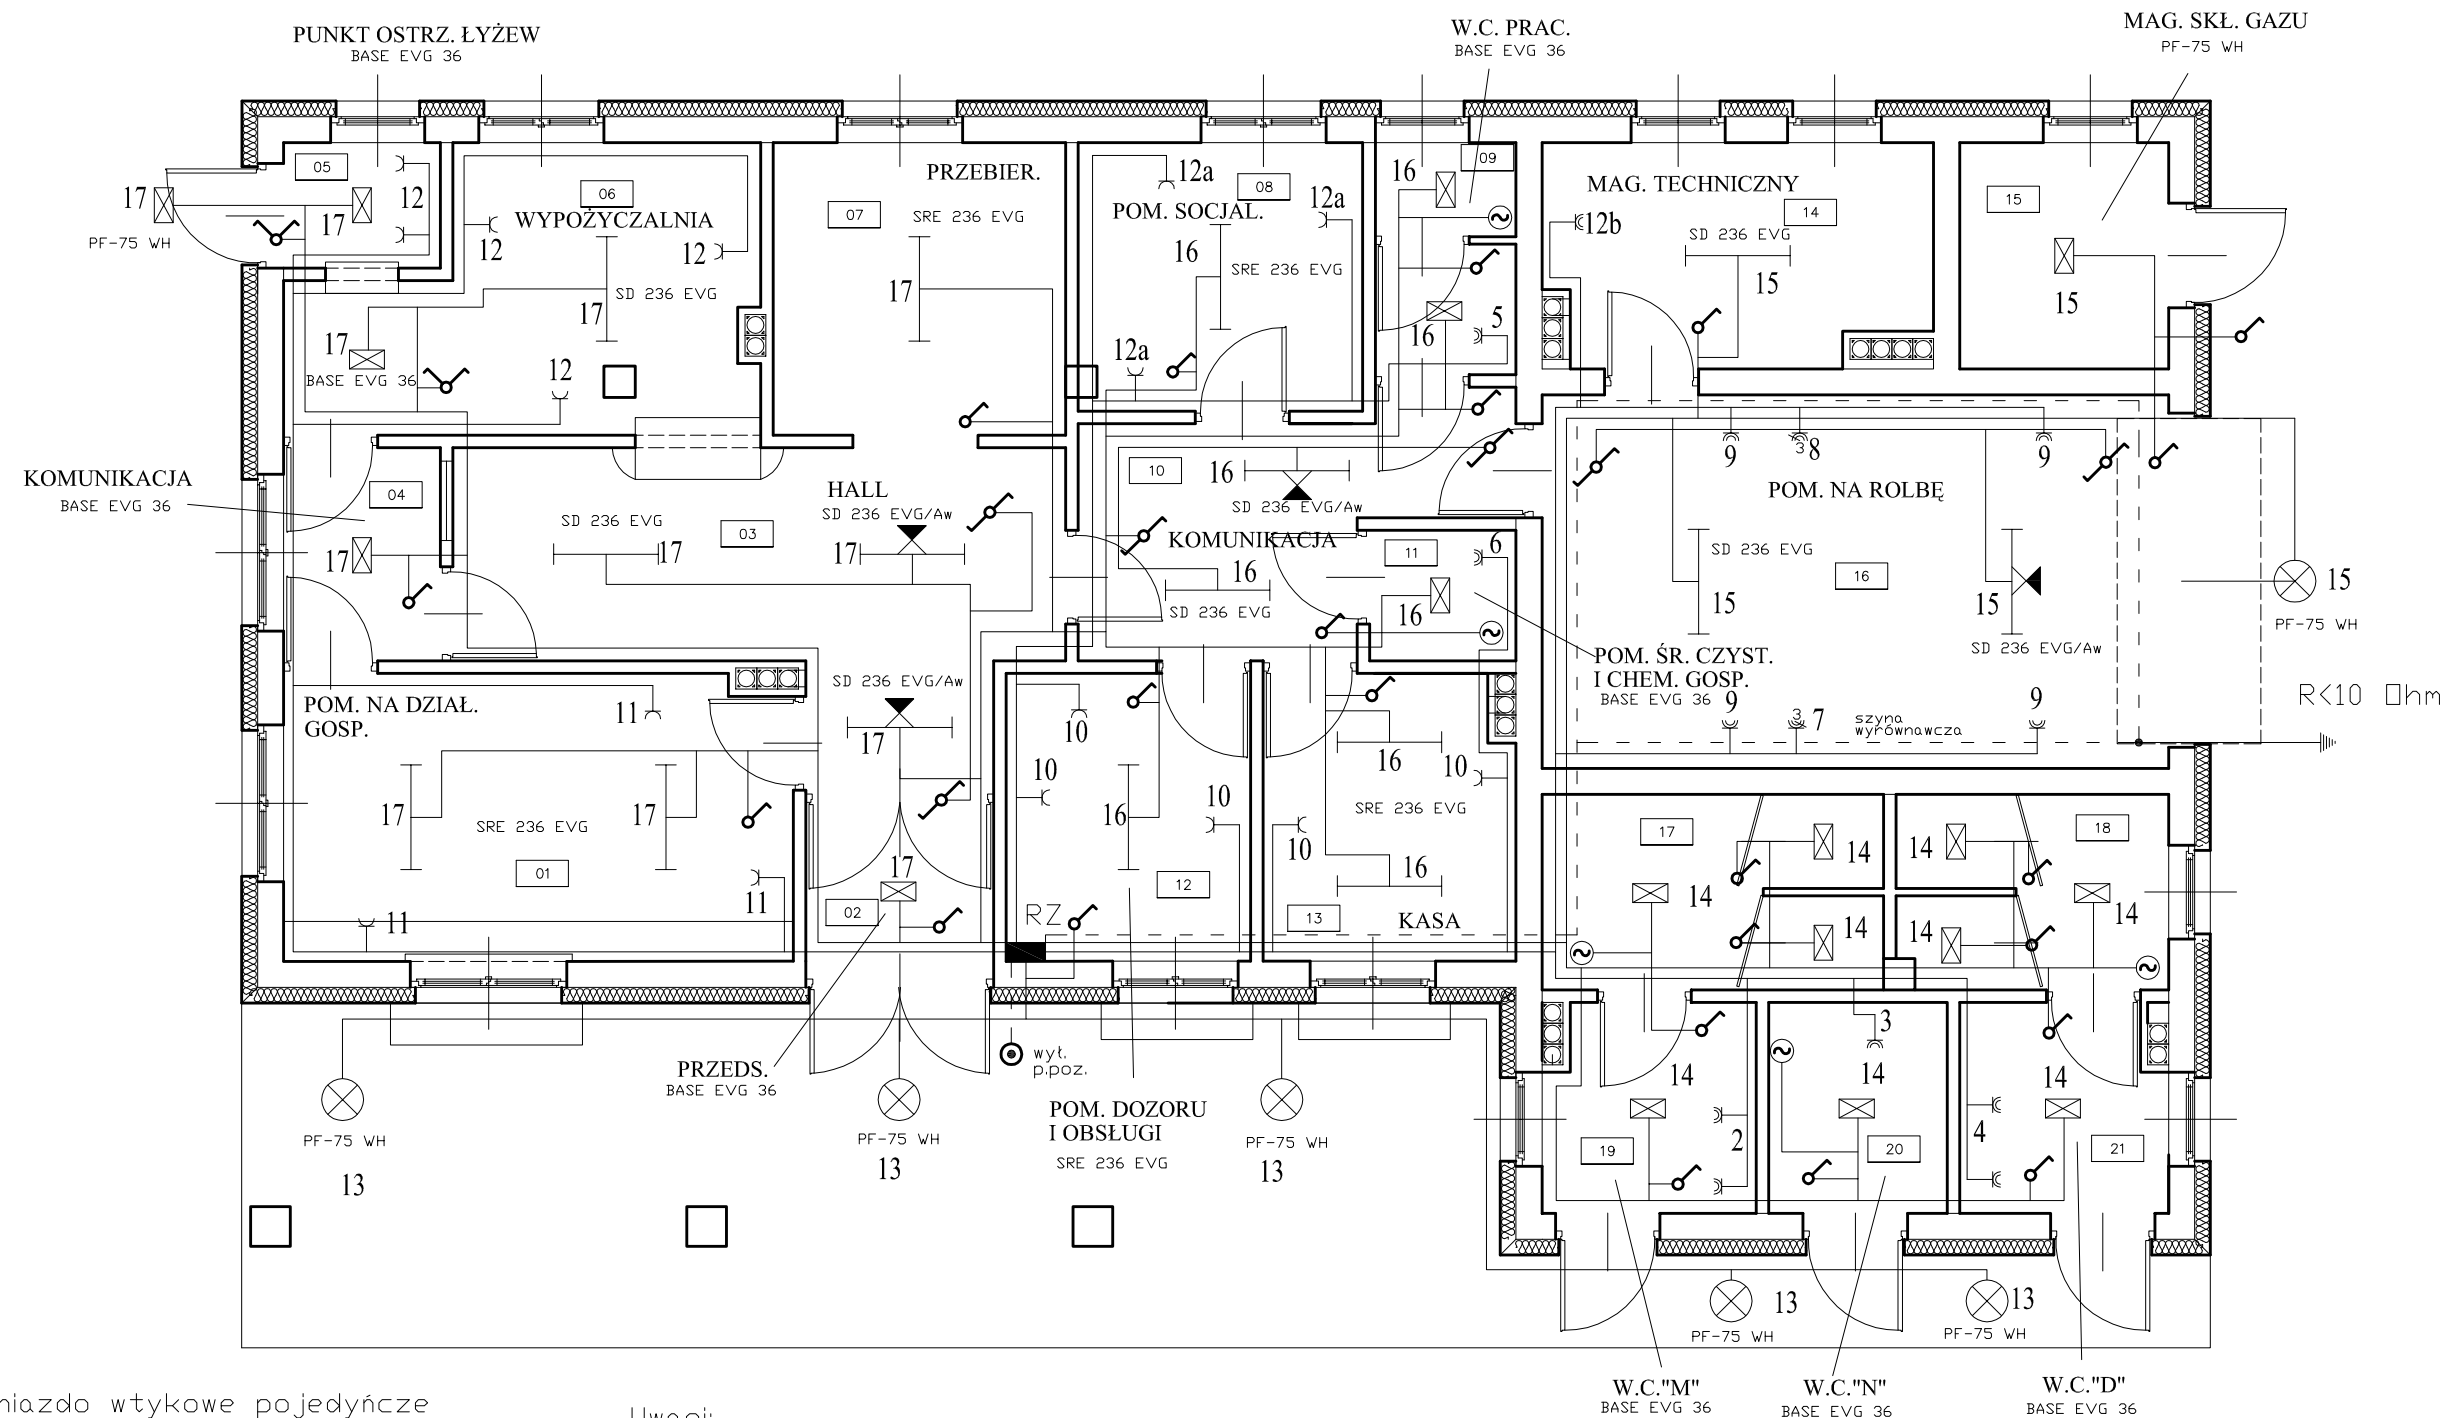 PUNKT OSTRZ. ŁYŻEW
BASE EVG 36
W.C. PRAC.
BASE EVG 36
MAG. SKŁ. GAZU
PF-75 WH
05
17
17
12
PF-75 WH
06
WYPOŻYCZALNIA
12
12
SD 236 EVG
17
17
BASE EVG 36
12
PRZEBIER.
07
SRE 236 EVG
17
12a
08
12a
POM. SOCJAL.
16
SRE 236 EVG
12a
09
16
5
16
MAG. TECHNICZNY
12b
14
SD 236 EVG
15
15
15
KOMUNIKACJA
BASE EVG 36
04
17
HALL
SD 236 EVG/Aw
SD 236 EVG
03
17
17
10
16
SD 236 EVG/Aw
KOMUNIKACJA
16
SD 236 EVG
11
6
16
9
3
8
9
POM. NA ROLBĘ
SD 236 EVG
16
15
15
SD 236 EVG/Aw
15
PF-75 WH
POM. ŚR. CZYST.
I CHEM. GOSP.
BASE EVG 36
9
3
7
szyna
wyrównawcza
9
R<10 Ohm
POM. NA DZIAŁ.
GOSP.
11
17
17
SRE 236 EVG
01
11
11
SD 236 EVG/Aw
17
17
02
10
10
16
10
12
RZ
16
10
SRE 236 EVG
10
16
13
KASA
17
14
14
14
14
18
14
14
PRZEDS.
BASE EVG 36
wył.
p.poz.
POM. DOZORU
I OBSŁUGI
SRE 236 EVG
PF-75 WH
13
PF-75 WH
13
PF-75 WH
13
14
2
19
3
14
20
14
4
21
13
PF-75 WH
13
PF-75 WH
W.C."M"
BASE EVG 36
W.C."N"
BASE EVG 36
W.C."D"
BASE EVG 36
niazdo wtykowe pojedyńcze
Uwagi: